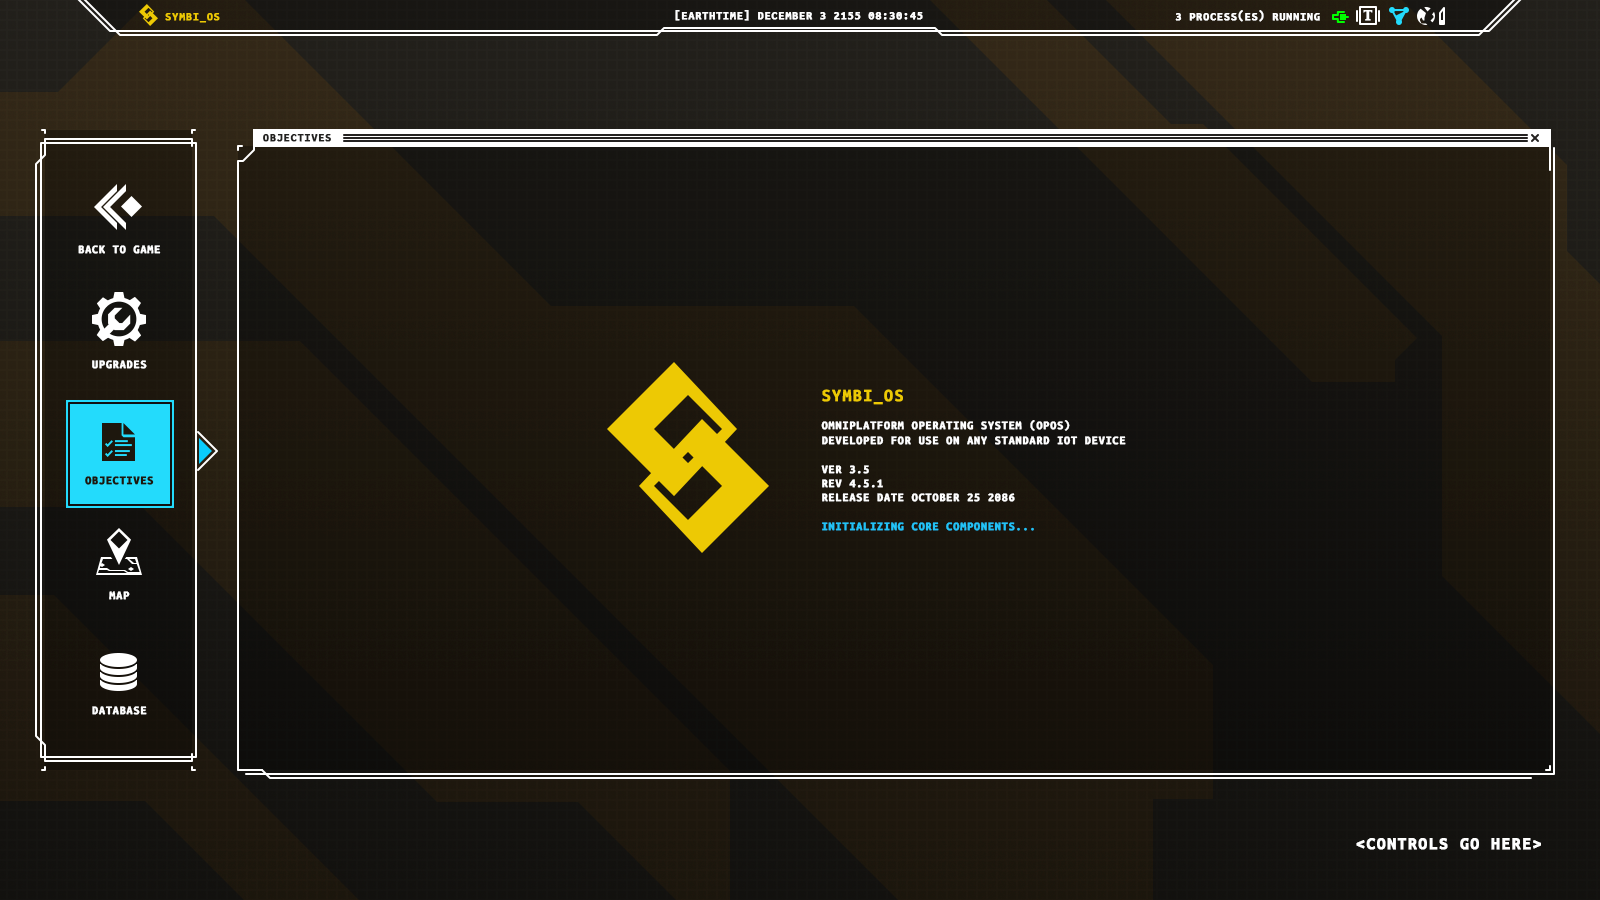 SYMBI_OS
[EARTHTIME] DECEMBER 3 2155 08:30:45
3 PROCESS(ES) RUNNING
T
OBJECTIVES
BACK TO GAME
UPGRADES
OBJECTIVES
MAP
DATABASE
SYMBI_OS
OMNIPLATFORM OPERATING SYSTEM (OPOS)
DEVELOPED FOR USE ON ANY STANDARD IOT DEVICE
VER 3.5
REV 4.5.1
RELEASE DATE OCTOBER 25 2086
INITIALIZING CORE COMPONENTS...
<CONTROLS GO HERE>